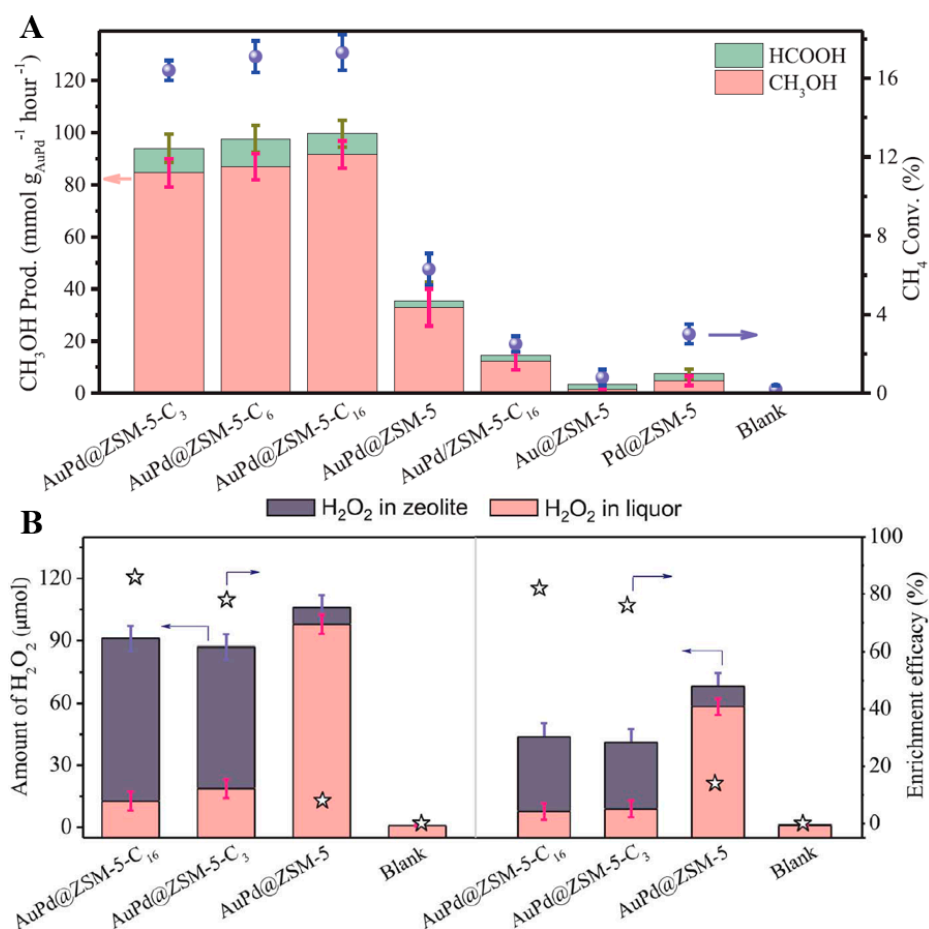 A
CH₃OH Prod. (mmol g_AuPd⁻¹ hour⁻¹)
120
100
80
60
40
20
0
HCOOH
CH₃OH
16
12
8
4
0
CH₄ Conv. (%)
AuPd@ZSM-5-C₃
AuPd@ZSM-5-C₆
AuPd@ZSM-5-C₁₆
AuPd@ZSM-5
AuPd/ZSM-5-C₁₆
Au@ZSM-5
Pd@ZSM-5
Blank
B
H₂O₂ in zeolite
H₂O₂ in liquor
Amount of H₂O₂ (μmol)
120
90
60
30
0
100
80
60
40
20
0
Enrichment efficacy (%)
AuPd@ZSM-5-C₁₆
AuPd@ZSM-5-C₃
AuPd@ZSM-5
Blank
AuPd@ZSM-5-C₁₆
AuPd@ZSM-5-C₃
AuPd@ZSM-5
Blank